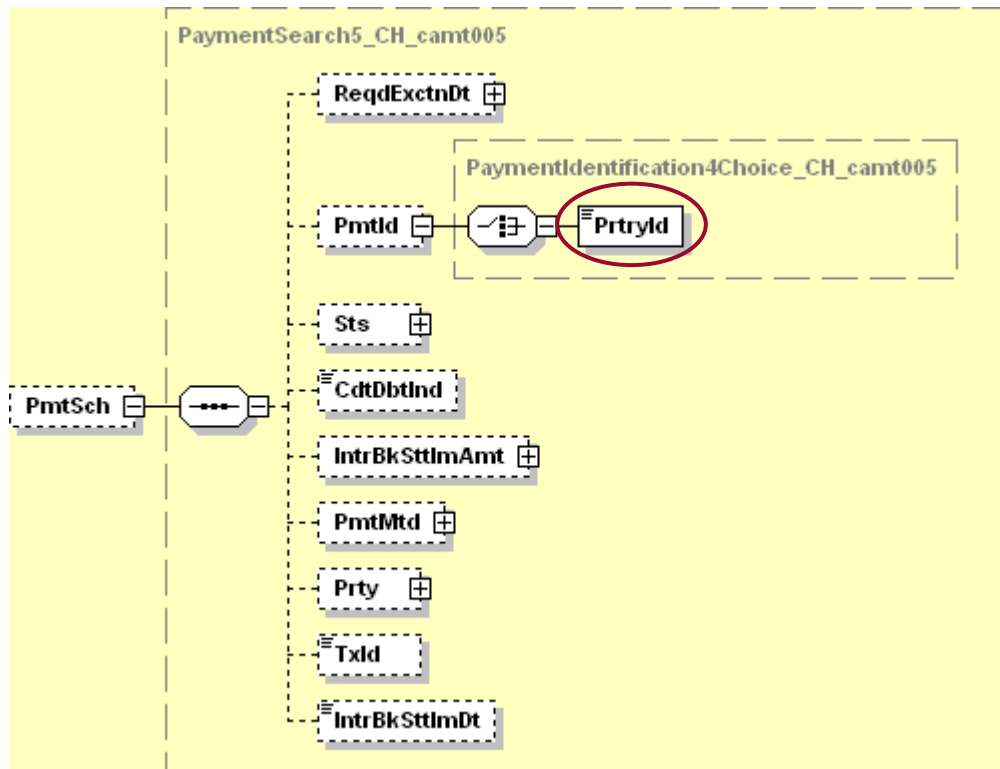 PaymentSearch5_CH_camt005
ReqdExctnDt
PaymentIdentification4Choice_CH_camt005
PmtId
PrtryId
Sts
CdtDbtInd
PmtSch
IntrBkSttlmAmt
PmtMtd
Prty
TxId
IntrBkSttlmDt